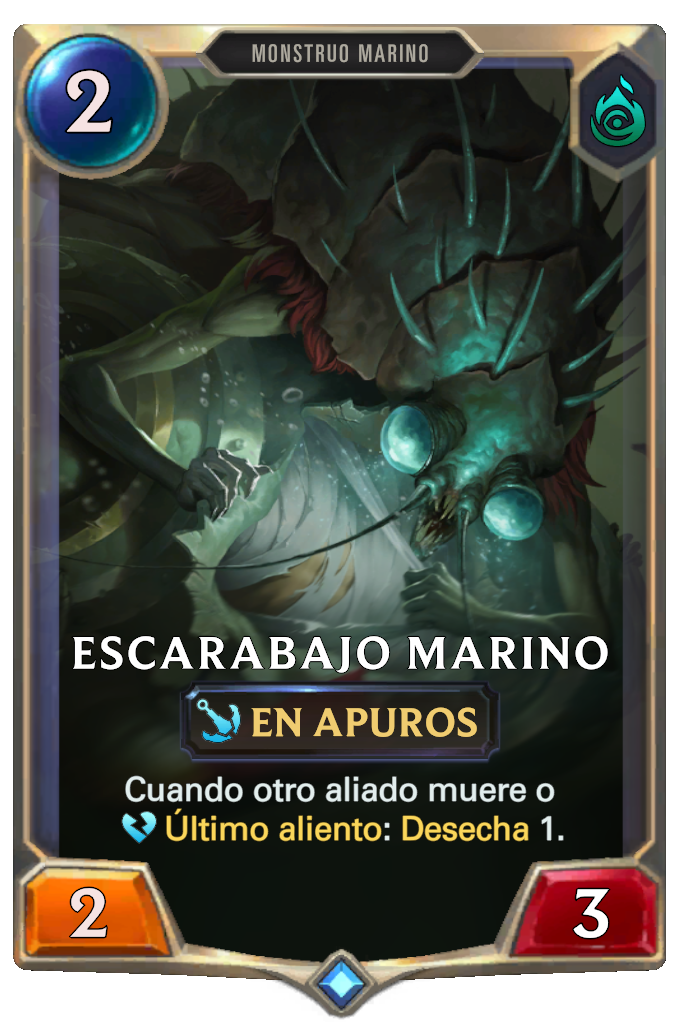 MONSTRUO MARINO
2
ESCARABAJO MARINO
EN APUROS
Cuando otro aliado muere o
Último aliento: Desecha 1.
2
3